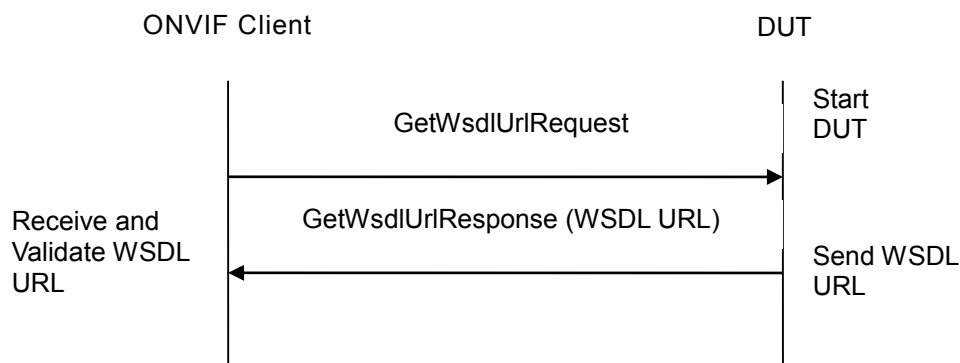 ONVIF Client
DUT
Start
DUT
GetWsdlUrlRequest
GetWsdlUrlResponse (WSDL URL)
Receive and
Validate WSDL
URL
Send WSDL
URL